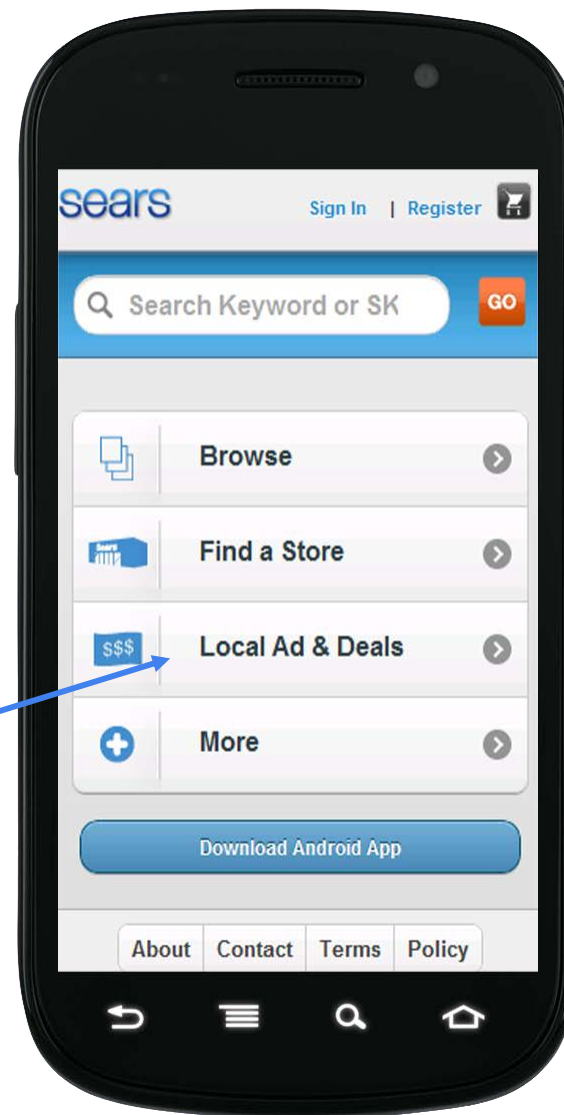 sears
Sign In | Register
Search Keyword or SK
GO
Browse
Sears
Find a Store
$$$
Local Ad & Deals
More
Download Android App
About Contact Terms Policy